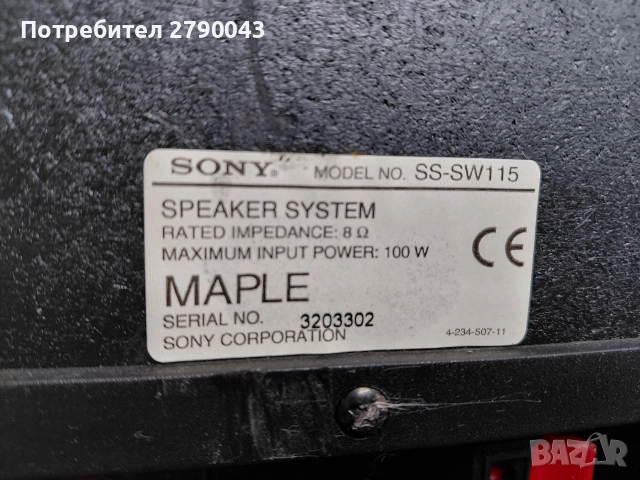 Потребител 2790043
SONY® MODEL NO. SS-SW115
SPEAKER SYSTEM
RATED IMPEDANCE: 8 Ω
MAXIMUM INPUT POWER: 100 W
CE
MAPLE
SERIAL NO. 3203302
SONY CORPORATION 4-234-507-11
BAZAR